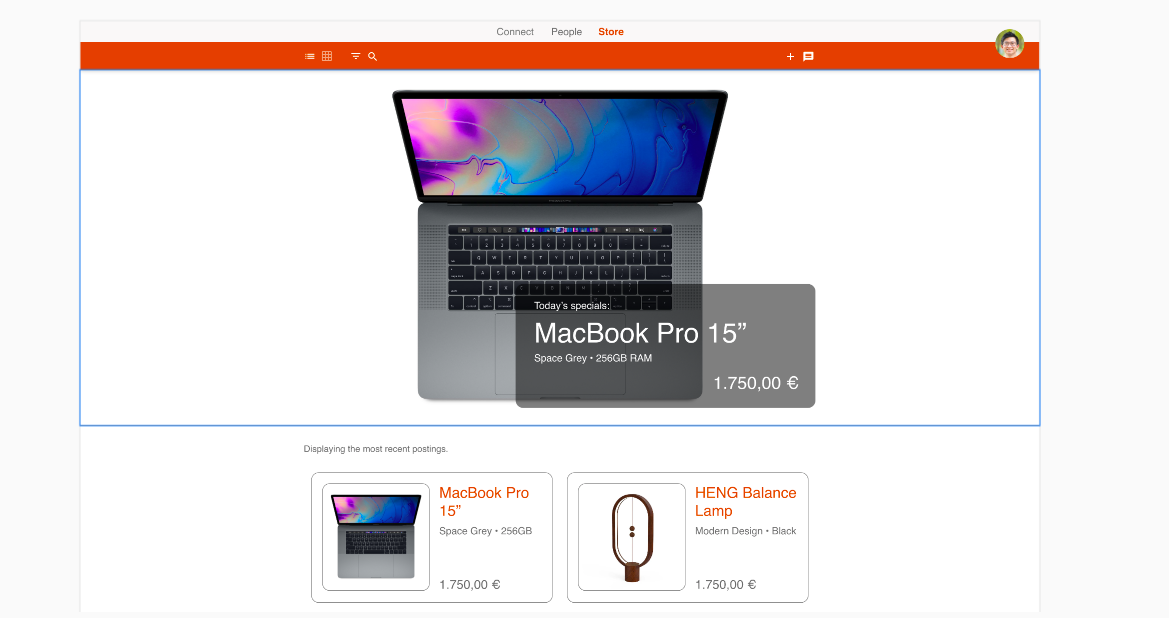 Connect People Store
Today's specials:
MacBook Pro 15”
Space Grey • 256GB RAM
1.750,00 €
Displaying the most recent postings.
MacBook Pro
15”
Space Grey • 256GB
1.750,00 €
HENG Balance
Lamp
Modern Design • Black
1.750,00 €